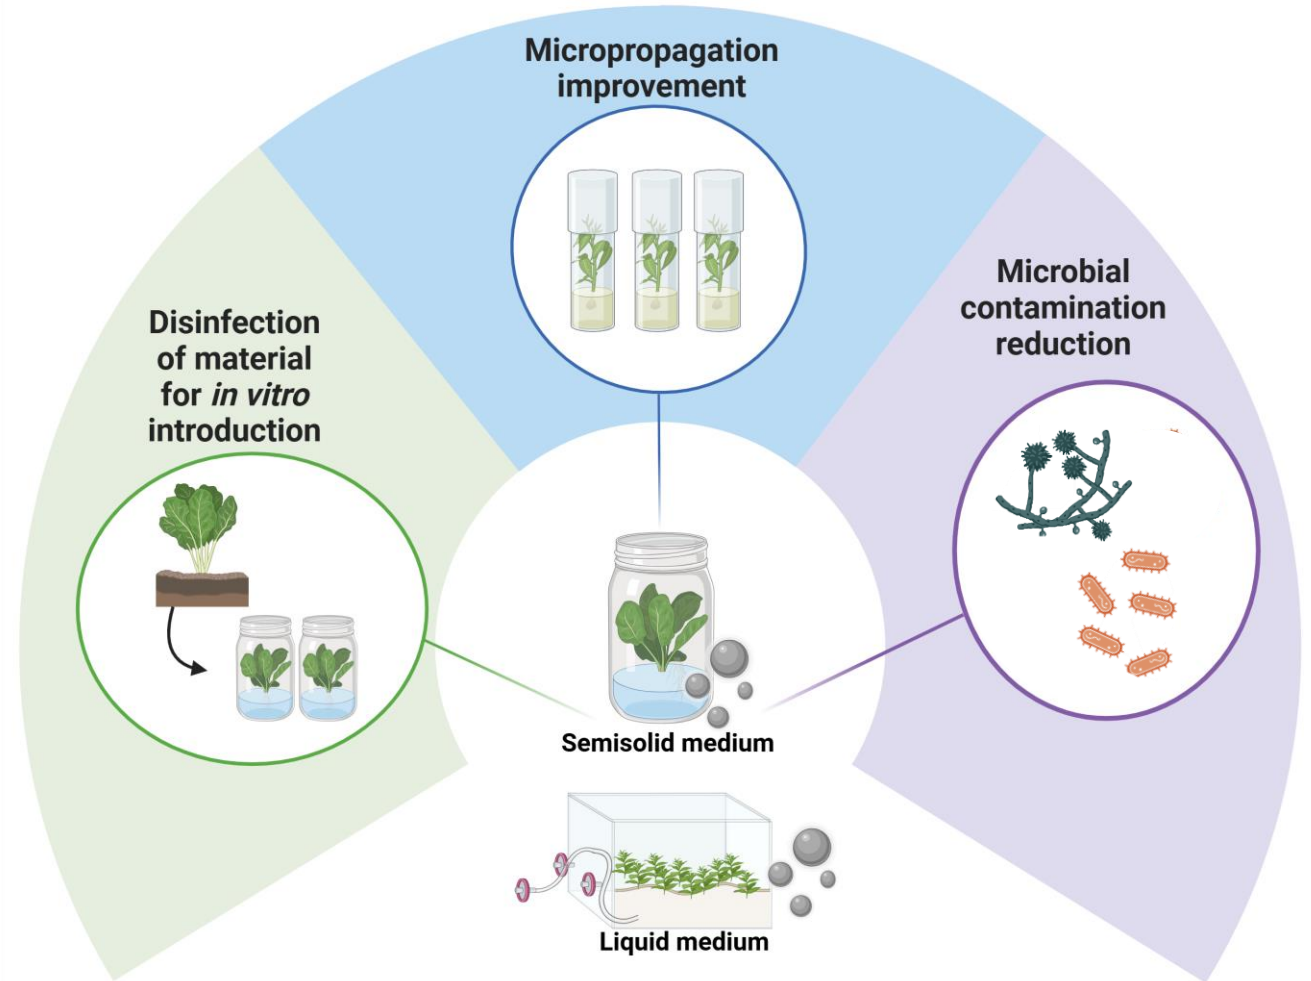 Micropropagation
improvement
Microbial
contamination
reduction
Disinfection
of material
for in vitro
introduction
Semisolid medium
Liquid medium